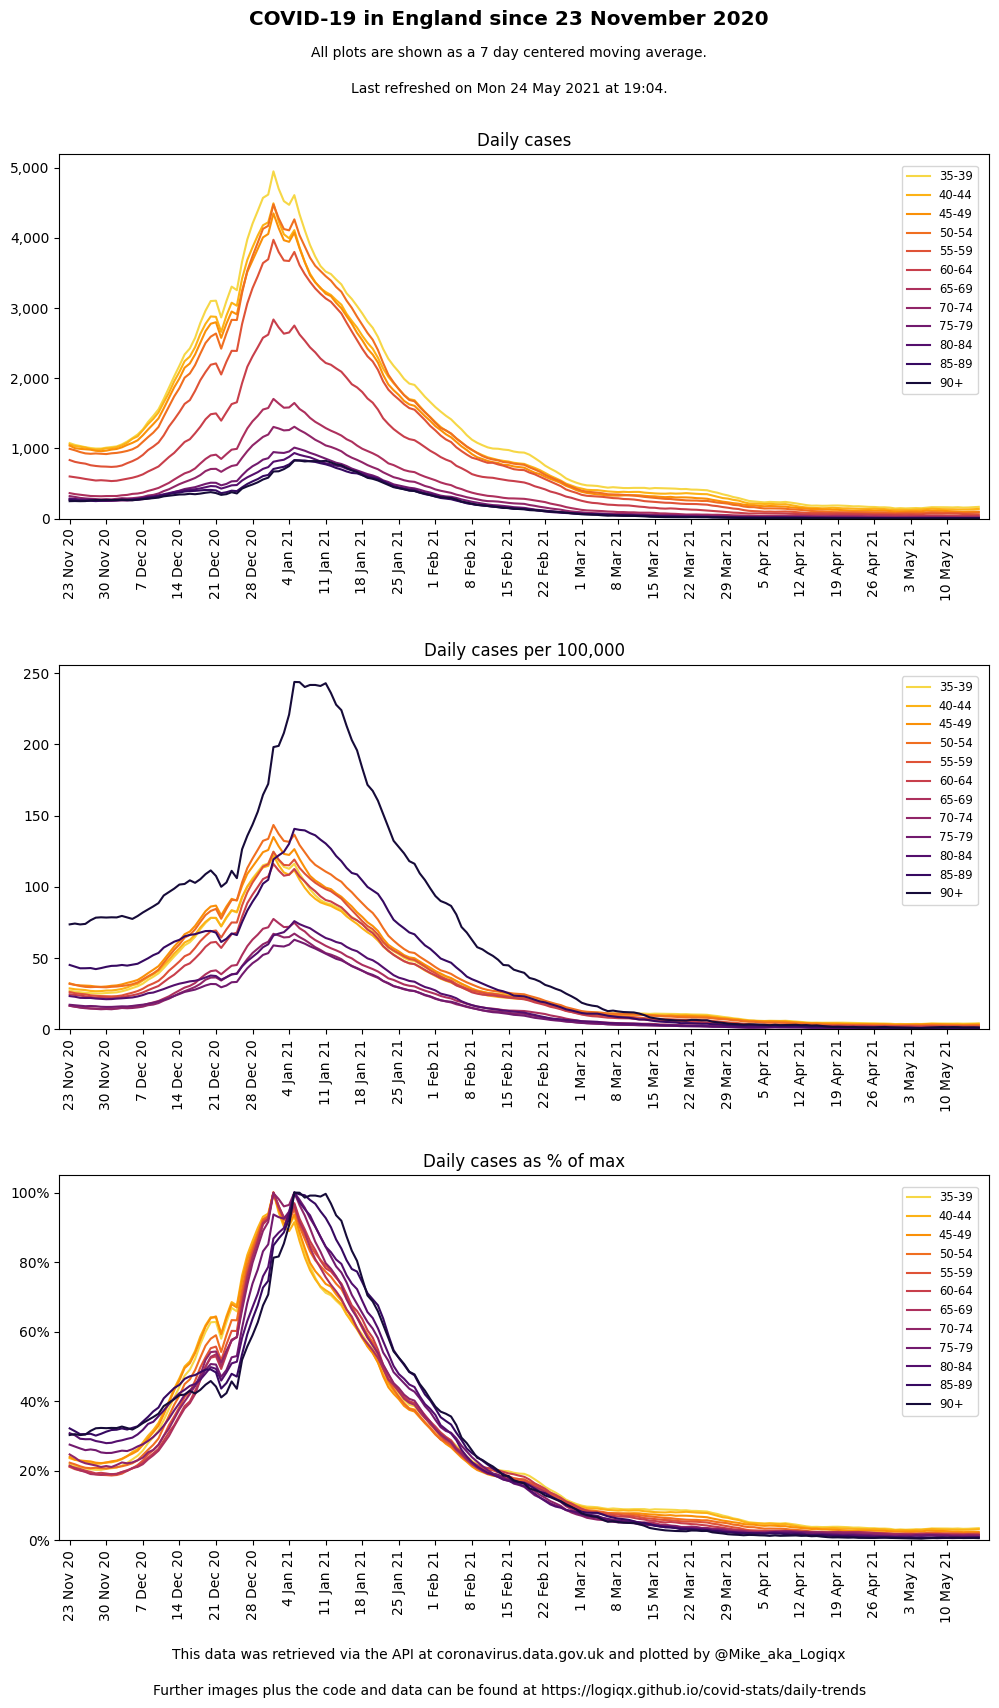 COVID-19 in England since 23 November 2020
All plots are shown as a 7 day centered moving average.
Last refreshed on Mon 24 May 2021 at 19:04.
Daily cases
5,000
4,000
3,000
2,000
1,000
0
35-39
40-44
45-49
50-54
55-59
60-64
65-69
70-74
75-79
80-84
85-89
90+
23 Nov 20
30 Nov 20
7 Dec 20
14 Dec 20
21 Dec 20
28 Dec 20
4 Jan 21
11 Jan 21
18 Jan 21
25 Jan 21
1 Feb 21
8 Feb 21
15 Feb 21
22 Feb 21
1 Mar 21
8 Mar 21
15 Mar 21
22 Mar 21
29 Mar 21
5 Apr 21
12 Apr 21
19 Apr 21
26 Apr 21
3 May 21
10 May 21
Daily cases per 100,000
250
200
150
100
50
0
35-39
40-44
45-49
50-54
55-59
60-64
65-69
70-74
75-79
80-84
85-89
90+
23 Nov 20
30 Nov 20
7 Dec 20
14 Dec 20
21 Dec 20
28 Dec 20
4 Jan 21
11 Jan 21
18 Jan 21
25 Jan 21
1 Feb 21
8 Feb 21
15 Feb 21
22 Feb 21
1 Mar 21
8 Mar 21
15 Mar 21
22 Mar 21
29 Mar 21
5 Apr 21
12 Apr 21
19 Apr 21
26 Apr 21
3 May 21
10 May 21
Daily cases as % of max
100%
80%
60%
40%
20%
0%
35-39
40-44
45-49
50-54
55-59
60-64
65-69
70-74
75-79
80-84
85-89
90+
23 Nov 20
30 Nov 20
7 Dec 20
14 Dec 20
21 Dec 20
28 Dec 20
4 Jan 21
11 Jan 21
18 Jan 21
25 Jan 21
1 Feb 21
8 Feb 21
15 Feb 21
22 Feb 21
1 Mar 21
8 Mar 21
15 Mar 21
22 Mar 21
29 Mar 21
5 Apr 21
12 Apr 21
19 Apr 21
26 Apr 21
3 May 21
10 May 21
This data was retrieved via the API at coronavirus.data.gov.uk and plotted by @Mike_aka_Logiqx
Further images plus the code and data can be found at https://logiqx.github.io/covid-stats/daily-trends